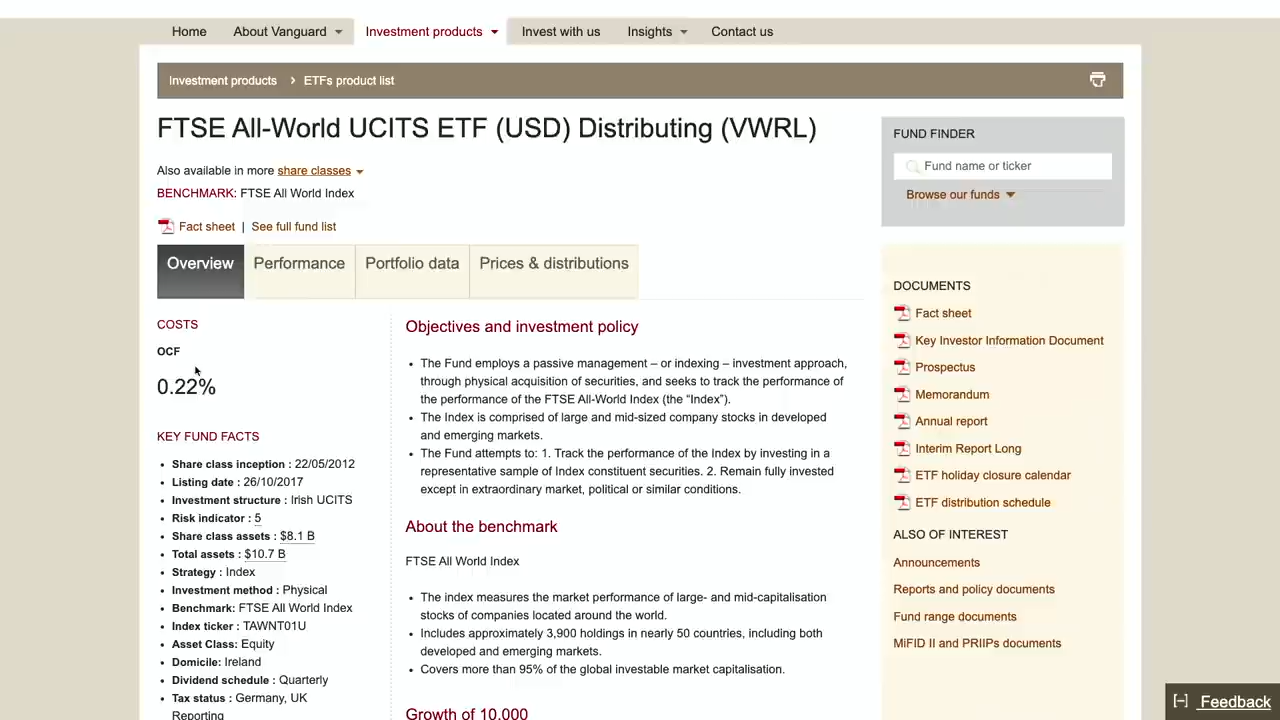 Home About Vanguard Investment products Invest with us Insights Contact us
Investment products > ETFs product list
FTSE All-World UCITS ETF (USD) Distributing (VWRL)
Also available in more share classes
BENCHMARK: FTSE All World Index
Fact sheet | See full fund list
Overview Performance Portfolio data Prices & distributions
COSTS
OCF
0.22%
KEY FUND FACTS
• Share class inception : 22/05/2012
• Listing date : 26/10/2017
• Investment structure : Irish UCITS
• Risk indicator : 5
• Share class assets : $8.1 B
• Total assets : $10.7 B
• Strategy : Index
• Investment method : Physical
• Benchmark: FTSE All World Index
• Index ticker : TAWNT01U
• Asset Class: Equity
• Domicile: Ireland
• Dividend schedule : Quarterly
• Tax status : Germany, UK
Reporting
Objectives and investment policy
• The Fund employs a passive management – or indexing – investment approach,
through physical acquisition of securities, and seeks to track the performance of
the performance of the FTSE All-World Index (the “Index”).
• The Index is comprised of large and mid-sized company stocks in developed
and emerging markets.
• The Fund attempts to: 1. Track the performance of the Index by investing in a
representative sample of Index constituent securities. 2. Remain fully invested
except in extraordinary market, political or similar conditions.
About the benchmark
FTSE All World Index
• The index measures the market performance of large- and mid-capitalisation
stocks of companies located around the world.
• Includes approximately 3,900 holdings in nearly 50 countries, including both
developed and emerging markets.
• Covers more than 95% of the global investable market capitalisation.
Growth of 10,000
FUND FINDER
Fund name or ticker
Browse our funds
DOCUMENTS
Fact sheet
Key Investor Information Document
Prospectus
Memorandum
Annual report
Interim Report Long
ETF holiday closure calendar
ETF distribution schedule
ALSO OF INTEREST
Announcements
Reports and policy documents
Fund range documents
MiFID II and PRIIPs documents
[-] Feedback